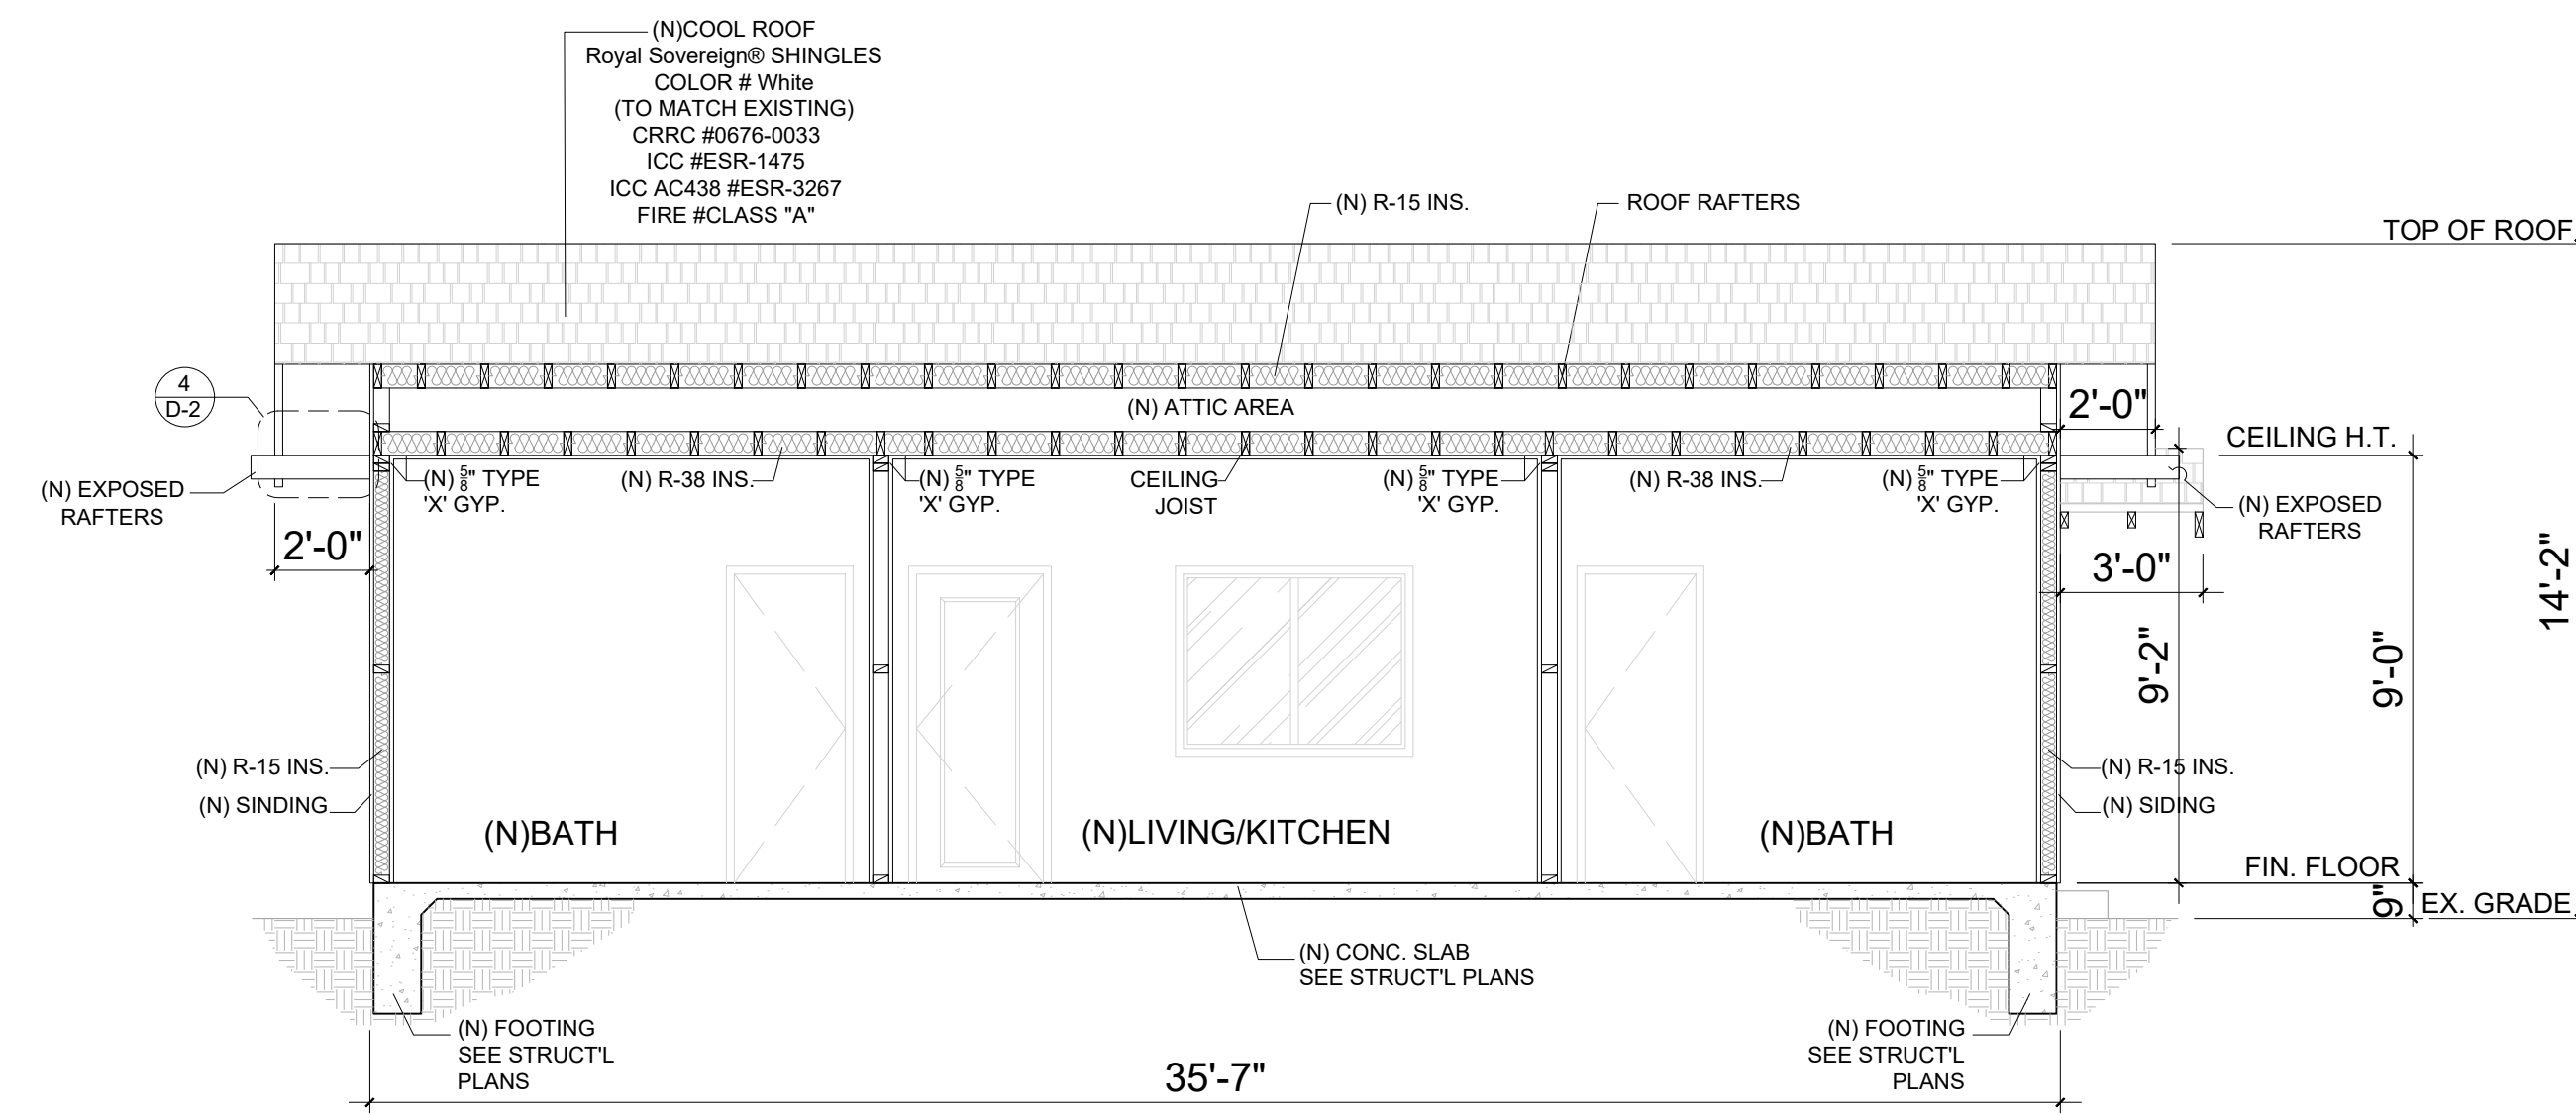 (N)COOL ROOF
Royal Sovereign® SHINGLES
COLOR # White
(TO MATCH EXISTING)
CRRC #0676-0033
ICC #ESR-1475
ICC AC438 #ESR-3267
FIRE #CLASS "A"
(N) R-15 INS.
ROOF RAFTERS
TOP OF ROOF
4
D-2
(N) ATTIC AREA
2'-0"
CEILING H.T.
(N) EXPOSED
RAFTERS
(N) 5/8" TYPE
'X' GYP.
(N) R-38 INS.
(N) 5/8" TYPE
'X' GYP.
CEILING
JOIST
(N) 5/8" TYPE
'X' GYP.
(N) R-38 INS.
(N) 5/8" TYPE
'X' GYP.
(N) EXPOSED
RAFTERS
2'-0"
3'-0"
14'-2"
9'-2"
9'-0"
(N) R-15 INS.
(N) SINDING
(N) R-15 INS.
(N) SIDING
(N)BATH
(N)LIVING/KITCHEN
(N)BATH
FIN. FLOOR
9"
EX. GRADE
(N) CONC. SLAB
SEE STRUCT'L PLANS
(N) FOOTING
SEE STRUCT'L
PLANS
(N) FOOTING
SEE STRUCT'L
PLANS
35'-7"